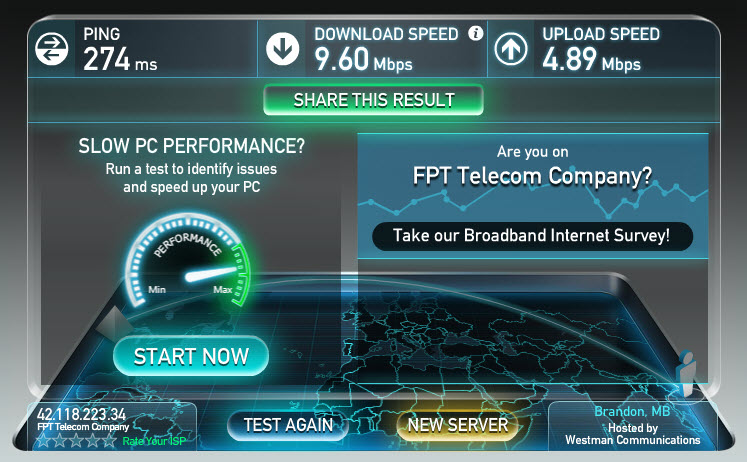 PING
274 ms
DOWNLOAD SPEED
9.60 Mbps
UPLOAD SPEED
4.89 Mbps
SHARE THIS RESULT
SLOW PC PERFORMANCE?
Run a test to identify issues
and speed up your PC
PERFORMANCE
Min
Max
START NOW
Are you on
FPT Telecom Company?
Take our Broadband Internet Survey!
42.118.223.34
FPT Telecom Company
Rate Your ISP
TEST AGAIN
NEW SERVER
Brandon, MB
Hosted by
Westman Communications